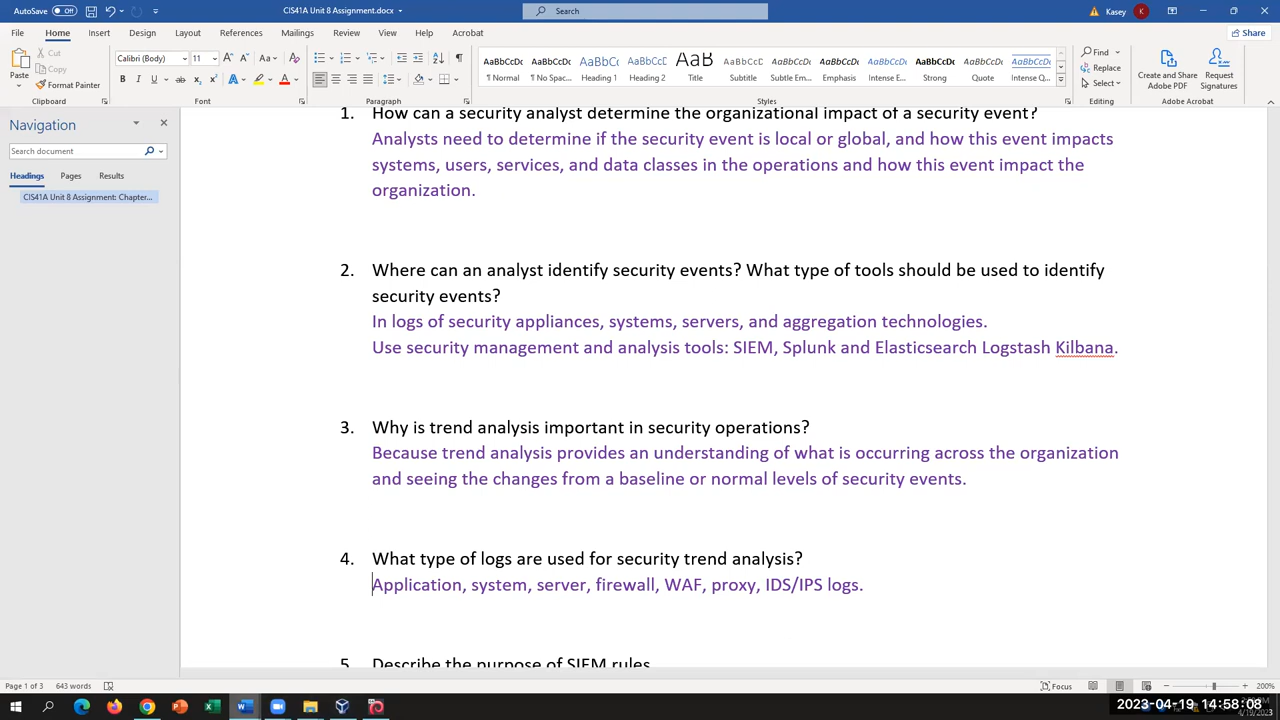 AutoSave Off CIS41A Unit 8 Assignment.docx Search Kasey K
File Home Insert Design Layout References Mailings Review View Help Acrobat Share
Paste Cut Copy Format Painter
Calibri (Body) 11
AaBbCcDc AaBbCcDc AaBbC AaBbCcD AaB AaBbCcD AaBbCcDc AaBbCcDc AaBbCcDc AaBbCcDc AaBbCcDc AaBbCcDc
¶ Normal ¶ No Spac... Heading 1 Heading 2 Title Subtitle Subtle Em... Emphasis Intense E... Strong Quote Intense Q...
Find Replace Select
Create and Share Adobe PDF Request Signatures
Clipboard Font Paragraph Styles Editing Adobe Acrobat
Navigation
Search document
Headings Pages Results
CIS41A Unit 8 Assignment: Chapter...
1. How can a security analyst determine the organizational impact of a security event?
Analysts need to determine if the security event is local or global, and how this event impacts
systems, users, services, and data classes in the operations and how this event impact the
organization.
2. Where can an analyst identify security events? What type of tools should be used to identify
security events?
In logs of security appliances, systems, servers, and aggregation technologies.
Use security management and analysis tools: SIEM, Splunk and Elasticsearch Logstash Kilbana.
3. Why is trend analysis important in security operations?
Because trend analysis provides an understanding of what is occurring across the organization
and seeing the changes from a baseline or normal levels of security events.
4. What type of logs are used for security trend analysis?
Application, system, server, firewall, WAF, proxy, IDS/IPS logs.
5. Describe the purpose of SIEM rules.
Page 1 of 3 643 words Focus 200%
2023-04-19 14:58:08
4/19/2023